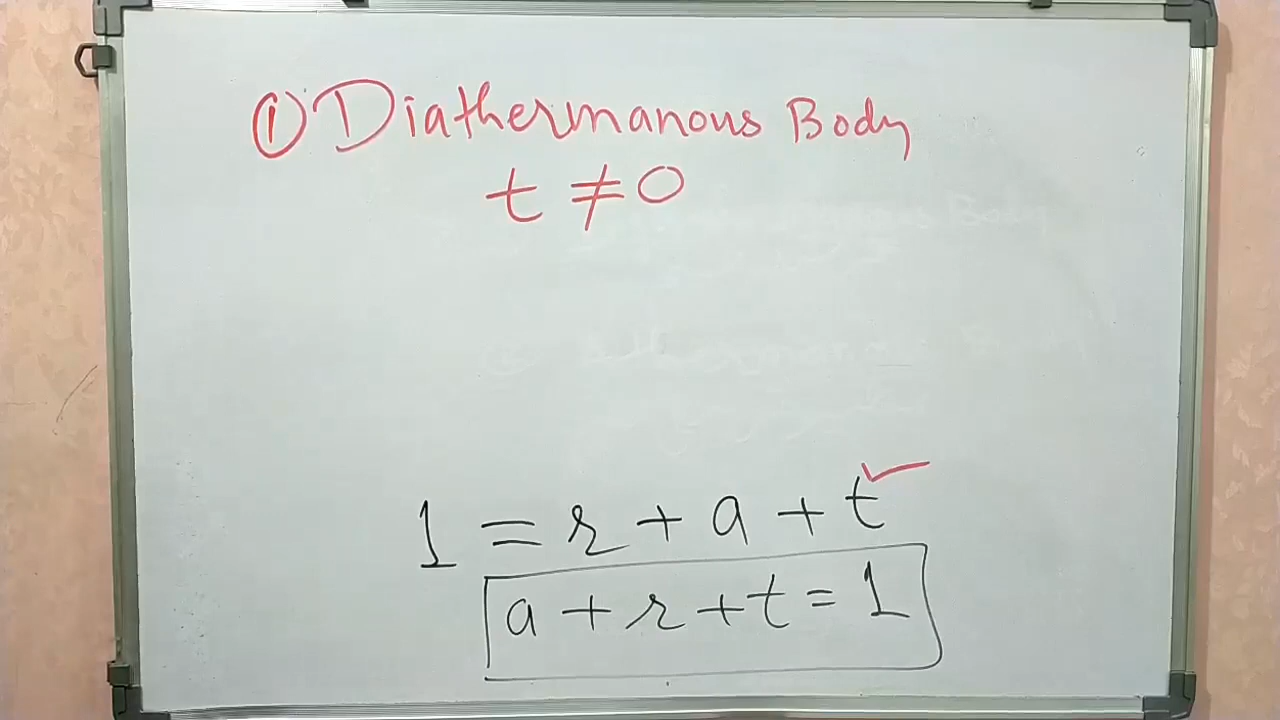 ① Diathermanous Body
t ≠ 0
1 = r + a + t ✓
a + r + t = 1